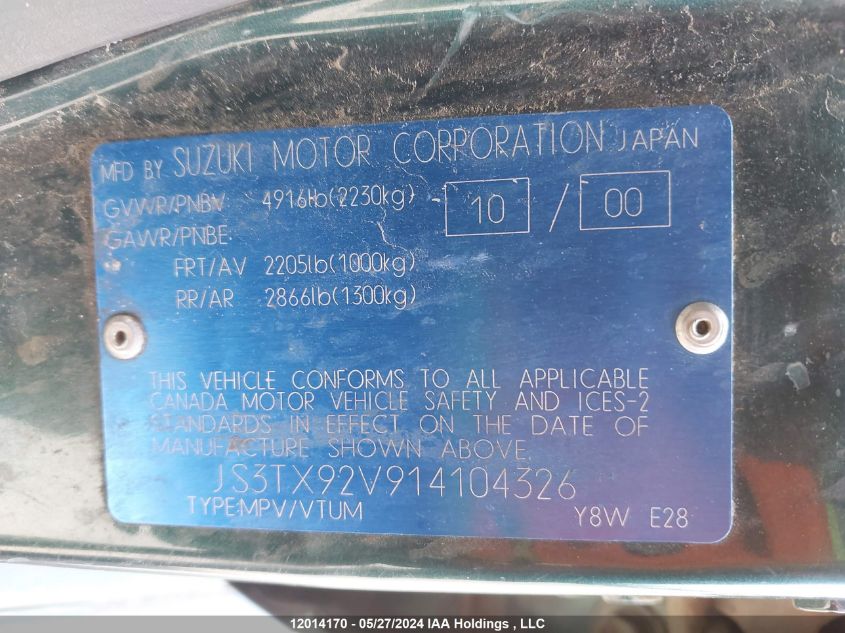 MFD BY SUZUKI MOTOR CORPORATION JAPAN
GVWR/PNBV 4916lb(2230kg) - 10 / 00
GAWR/PNBE
FRT/AV 2205lb(1000kg)
RR/AR 2866lb(1300kg)
THIS VEHICLE CONFORMS TO ALL APPLICABLE
CANADA MOTOR VEHICLE SAFETY AND ICES-2
STANDARDS IN EFFECT ON THE DATE OF
MANUFACTURE SHOWN ABOVE.
JS3TX92V914104326
TYPE:MPV/VTUM Y8W E28
12014170 - 05/27/2024 IAA Holdings , LLC